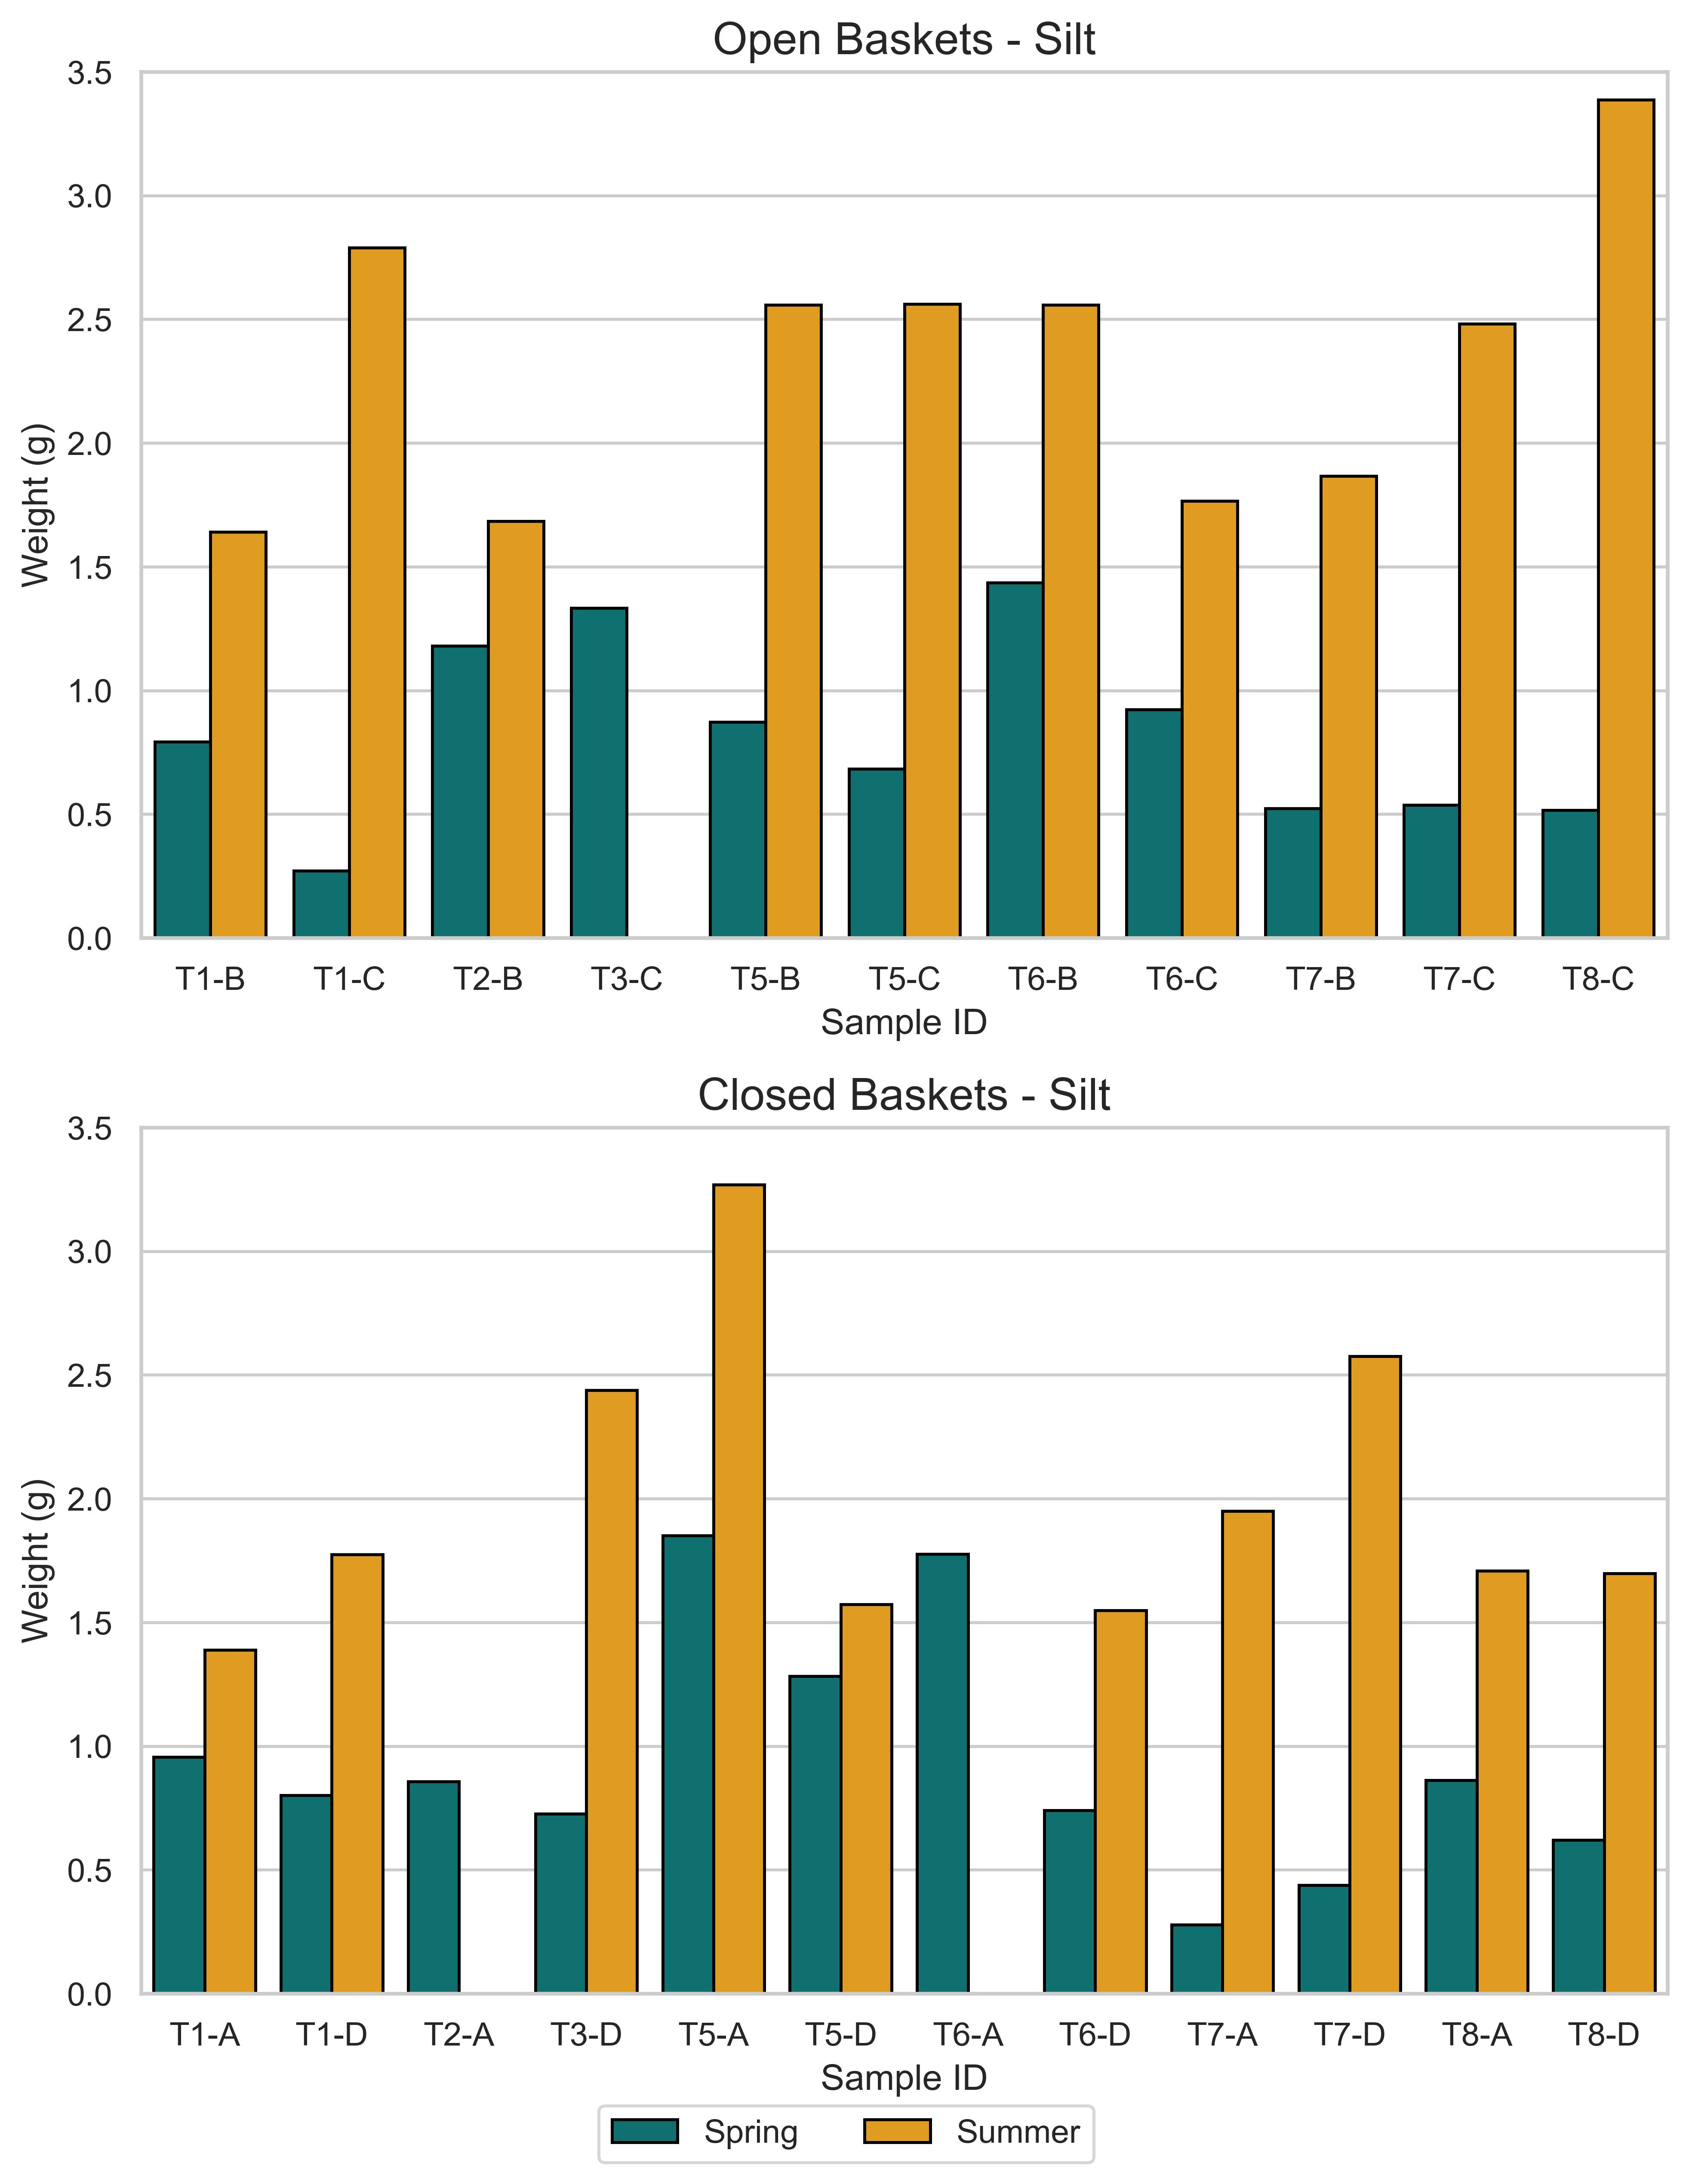 Open Baskets - Silt
3.5
3.0
2.5
2.0
1.5
1.0
0.5
0.0
Weight (g)
T1-B T1-C T2-B T3-C T5-B T5-C T6-B T6-C T7-B T7-C T8-C
Sample ID
Closed Baskets - Silt
3.5
3.0
2.5
2.0
1.5
1.0
0.5
0.0
Weight (g)
T1-A T1-D T2-A T3-D T5-A T5-D T6-A T6-D T7-A T7-D T8-A T8-D
Sample ID
Spring Summer